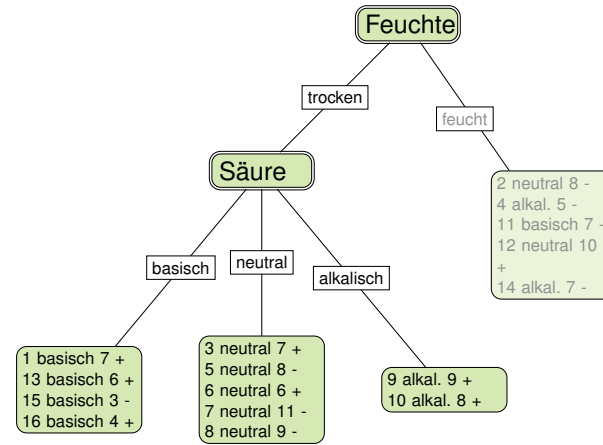 Feuchte
trocken
feucht
Säure
2 neutral 8 -
4 alkal. 5 -
11 basisch 7 -
12 neutral 10
+
14 alkal. 7 -
basisch
neutral
alkalisch
1 basisch 7 +
13 basisch 6 +
15 basisch 3 -
16 basisch 4 +
3 neutral 7 +
5 neutral 8 -
6 neutral 6 +
7 neutral 11 -
8 neutral 9 -
9 alkal. 9 +
10 alkal. 8 +